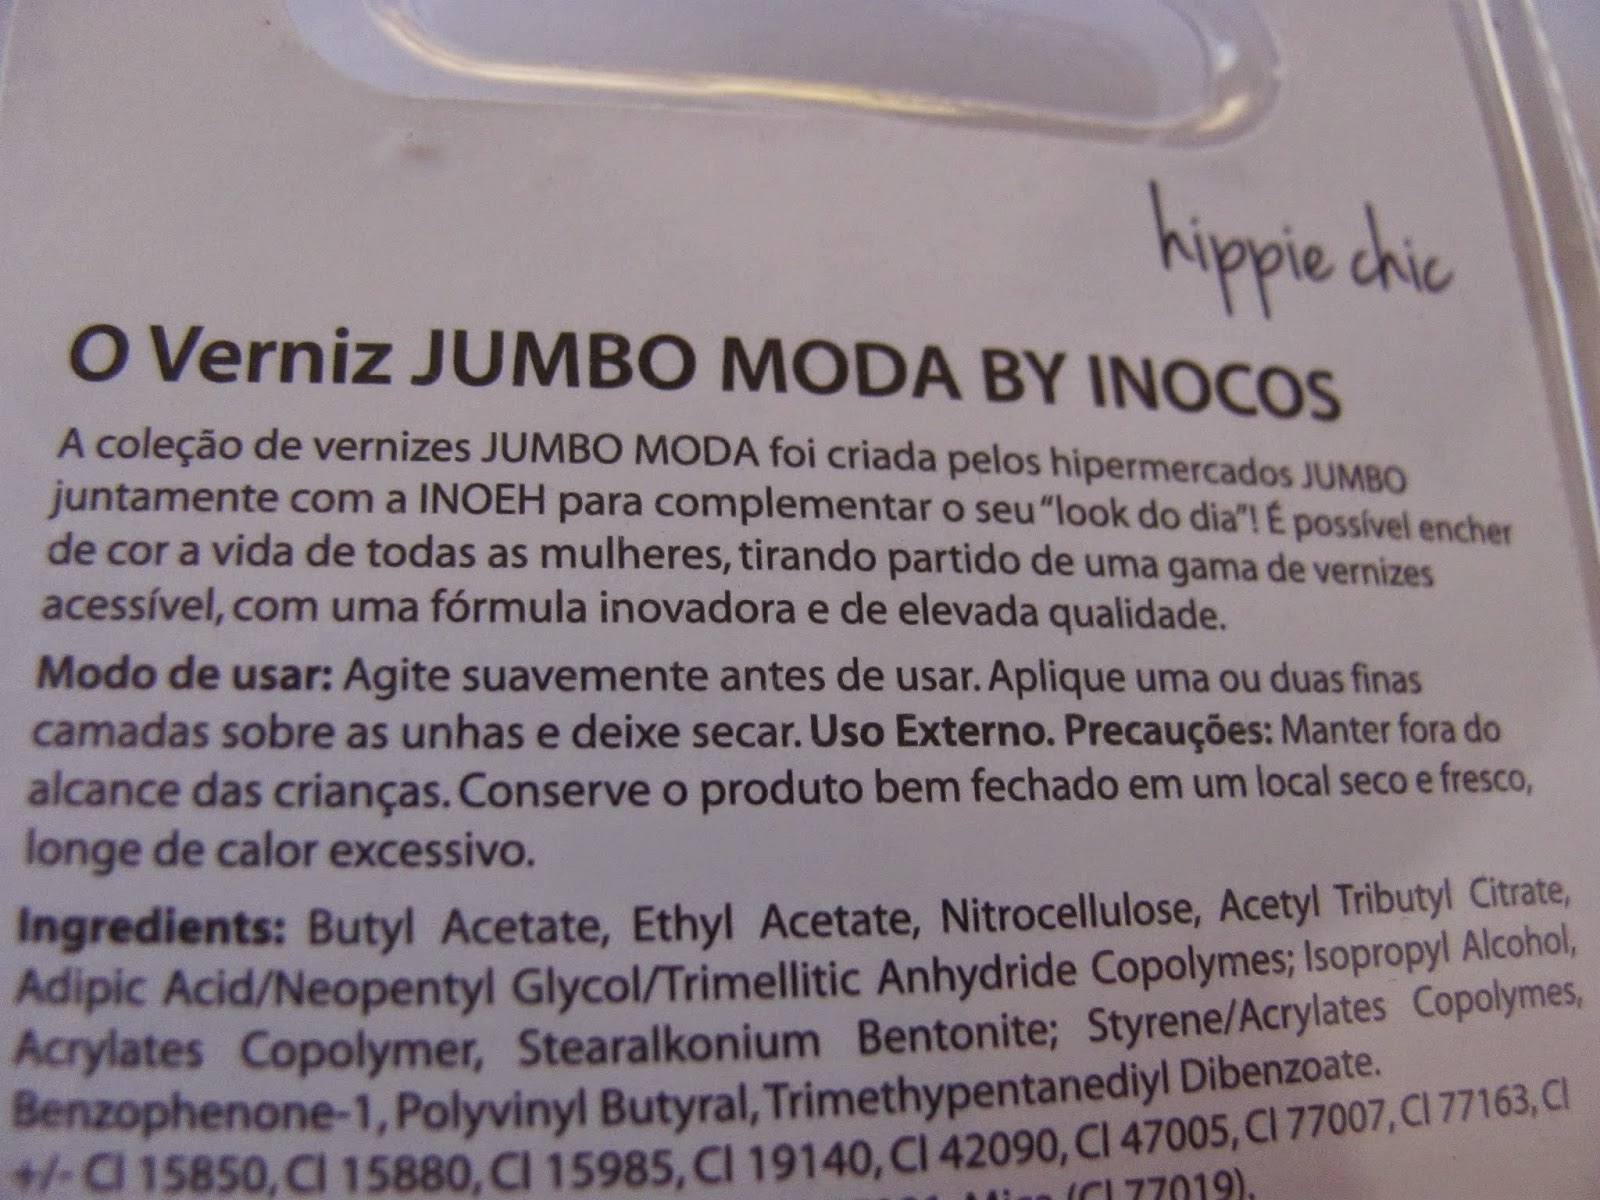 hippie chic
O Verniz JUMBO MODA BY INOCOS
A coleção de vernizes JUMBO MODA foi criada pelos hipermercados JUMBO
juntamente com a INOEH para complementar o seu "look do dia"! É possível encher
de cor a vida de todas as mulheres, tirando partido de uma gama de vernizes
acessível, com uma fórmula inovadora e de elevada qualidade.
Modo de usar: Agite suavemente antes de usar. Aplique uma ou duas finas
camadas sobre as unhas e deixe secar. Uso Externo. Precauções: Manter fora do
alcance das crianças. Conserve o produto bem fechado em um local seco e fresco,
longe de calor excessivo.
Ingredients: Butyl Acetate, Ethyl Acetate, Nitrocellulose, Acetyl Tributyl Citrate,
Adipic Acid/Neopentyl Glycol/Trimellitic Anhydride Copolymes; Isopropyl Alcohol,
Acrylates Copolymer, Stearalkonium Bentonite; Styrene/Acrylates Copolymes,
Benzophenone-1, Polyvinyl Butyral, Trimethypentanediyl Dibenzoate.
+/- CI 15850, CI 15880, CI 15985, CI 19140, CI 42090, CI 47005, CI 77007, CI 77163, CI
Mica (CI 77019).